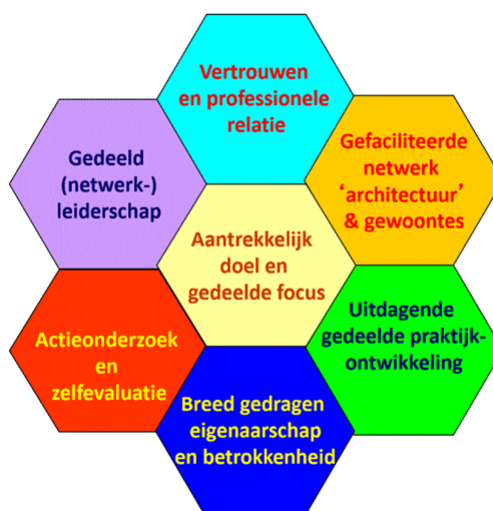 Vertrouwen
en professionele
relatie
Gefaciliteerde
netwerk
‘architectuur’
& gewoontes
Gedeeld
(netwerk-)
leiderschap
Aantrekkelijk
doel en
gedeelde focus
Uitdagende
gedeelde praktijk-
ontwikkeling
Actieonderzoek
en
zelfevaluatie
Breed gedragen
eigenaarschap
en betrokkenheid